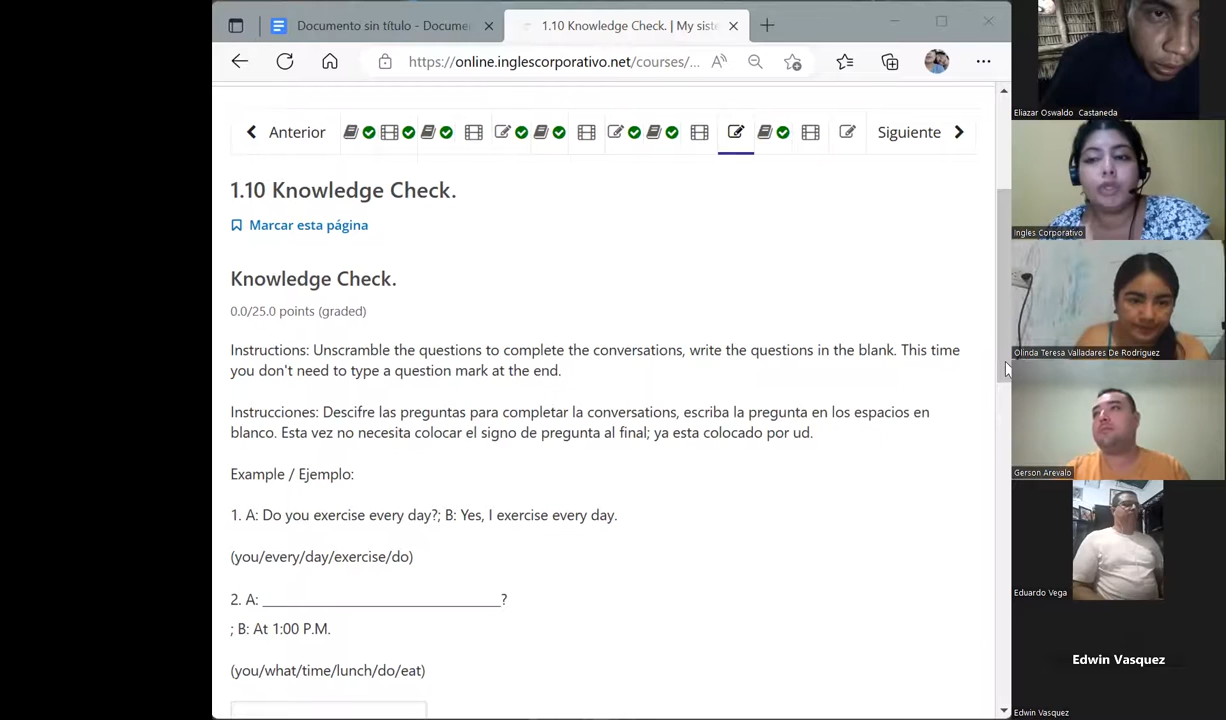 Documento sin título - Docume
1.10 Knowledge Check. | My siste
https://online.inglescorporativo.net/courses/...
Anterior
Siguiente
1.10 Knowledge Check.
Marcar esta página
Knowledge Check.
0.0/25.0 points (graded)
Instructions: Unscramble the questions to complete the conversations, write the questions in the blank. This time
you don't need to type a question mark at the end.
Instrucciones: Descifre las preguntas para completar la conversations, escriba la pregunta en los espacios en
blanco. Esta vez no necesita colocar el signo de pregunta al final; ya esta colocado por ud.
Example / Ejemplo:
1. A: Do you exercise every day?; B: Yes, I exercise every day.
(you/every/day/exercise/do)
2. A: ______________________________?
; B: At 1:00 P.M.
(you/what/time/lunch/do/eat)
Eliazar Oswaldo Castaneda
Ingles Corporativo
Olinda Teresa Valladares De Rodriguez
Gerson Arevalo
Eduardo Vega
Edwin Vasquez
Edwin Vasquez